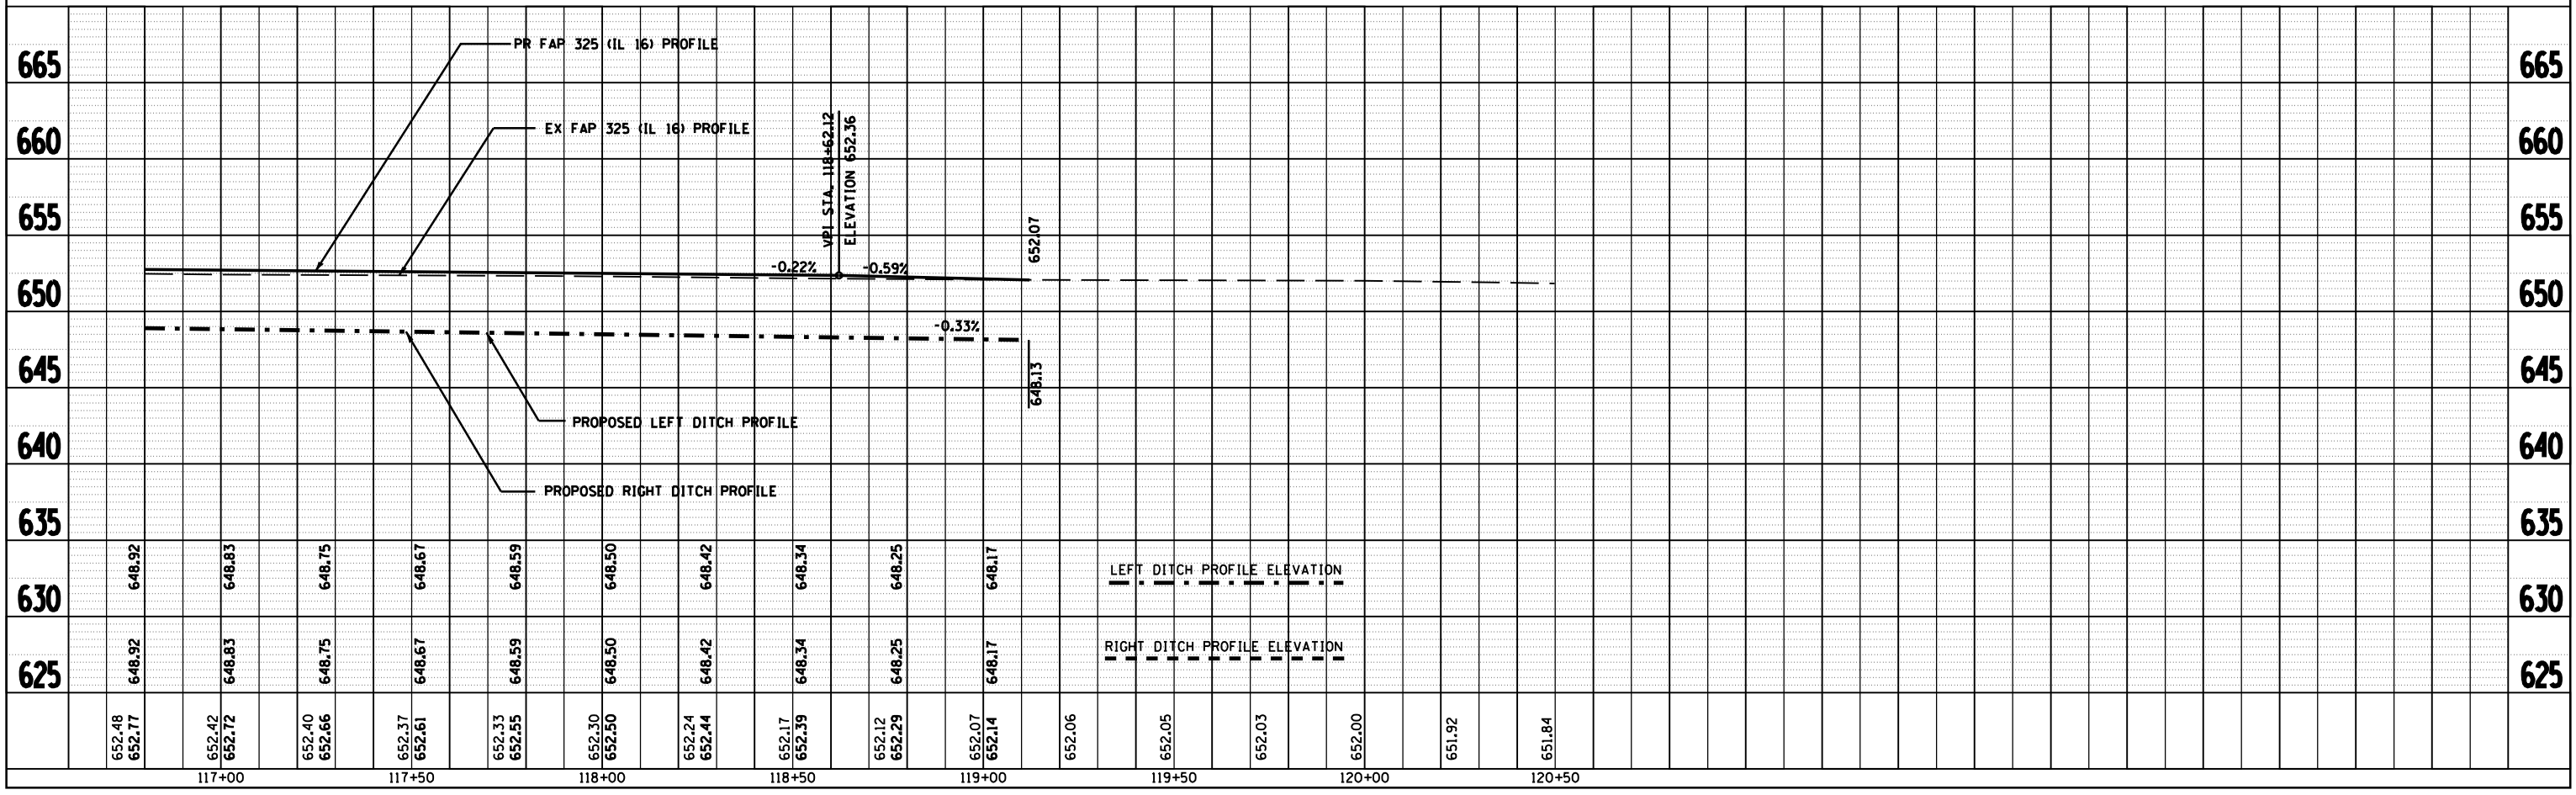 PR FAP 325 (IL 16) PROFILE
665 665
EX FAP 325 (IL 16) PROFILE
VPI STA. 118+62.12
ELEVATION 652.36
660 660
655 655
652.07
-0.22% -0.59%
650 650
-0.33%
648.13
645 645
PROPOSED LEFT DITCH PROFILE
640 640
PROPOSED RIGHT DITCH PROFILE
635 635
648.92 648.83 648.75 648.67 648.59 648.50 648.42 648.34 648.25 648.17
LEFT DITCH PROFILE ELEVATION
630 630
648.92 648.83 648.75 648.67 648.59 648.50 648.42 648.34 648.25 648.17
RIGHT DITCH PROFILE ELEVATION
625 625
652.48 652.42 652.40 652.37 652.33 652.30 652.24 652.17 652.12 652.07 652.06 652.05 652.03 652.00 651.92 651.84
652.77 652.72 652.66 652.61 652.55 652.50 652.44 652.39 652.29 652.14
117+00 117+50 118+00 118+50 119+00 119+50 120+00 120+50